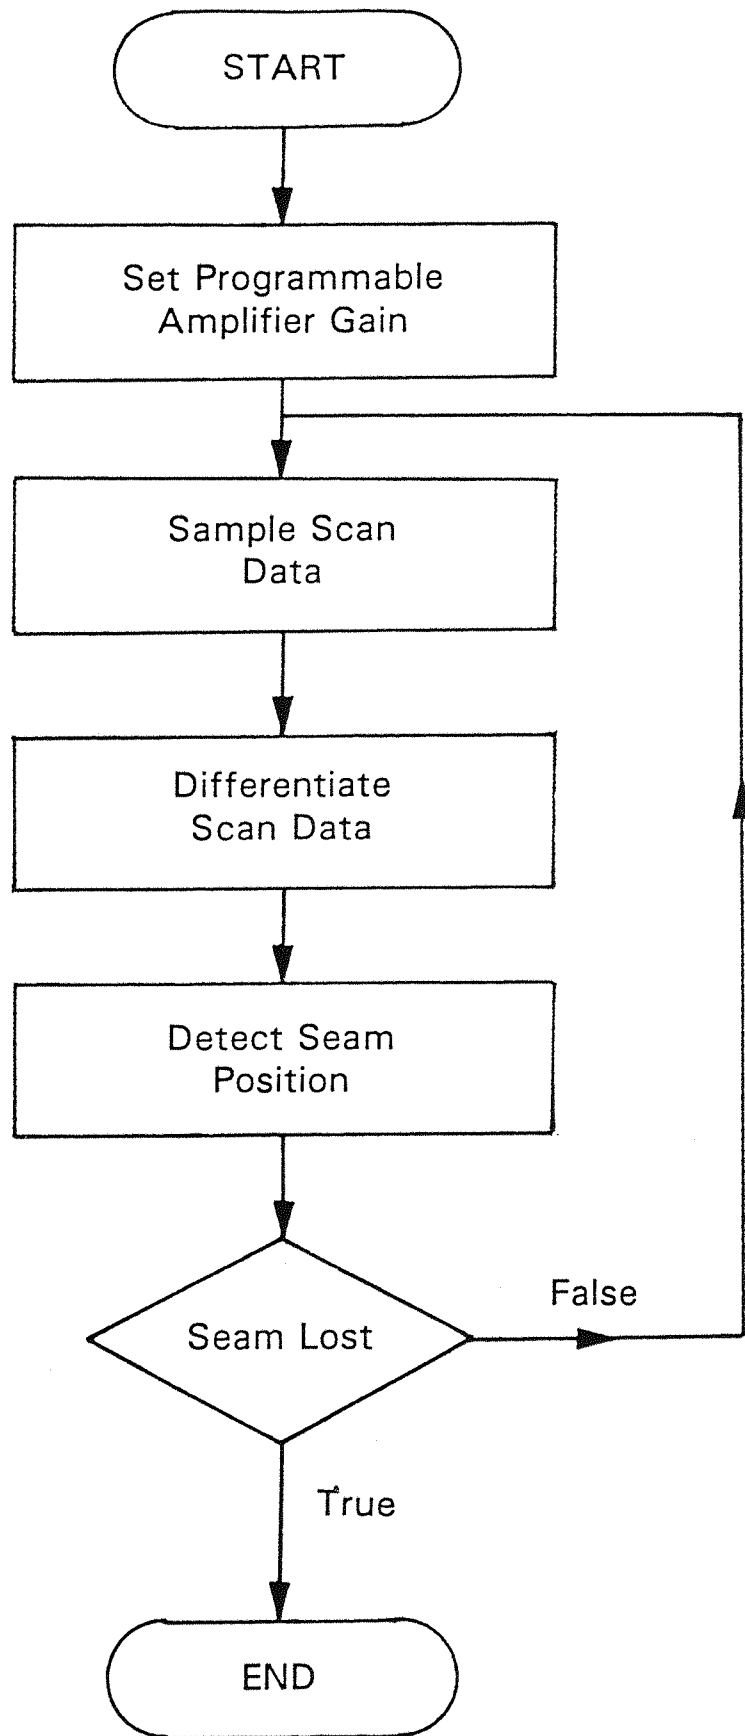 START
Set Programmable
Amplifier Gain
Sample Scan
Data
Differentiate
Scan Data
Detect Seam
Position
Seam Lost
False
True
END